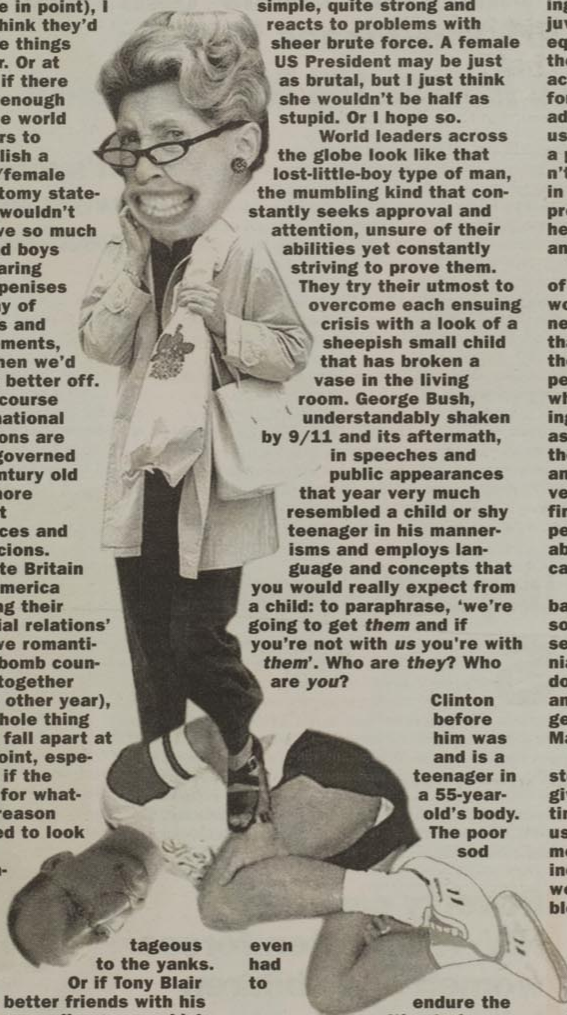 e in point), I
hink they'd
e things
r. Or at
if there
enough
e world
rs to
lish a
/female
tomy state-
wouldn't
ve so much
d boys
aring
penises
y of
s and
ments,
hen we'd
better off.
course
national
ons are
governed
ntury old
nore
t
ces and
cions.
te Britain
merica
ng their
ial relations'
ve romanti-
bomb coun-
together
other year),
hole thing
fall apart at
oint, espe-
if the
for what-
reason
ed to look
tageous
to the yanks.
Or if Tony Blair
better friends with his
simple, quite strong and
reacts to problems with
sheer brute force. A female
US President may be just
as brutal, but I just think
she wouldn't be half as
stupid. Or I hope so.
World leaders across
the globe look like that
lost-little-boy type of man,
the mumbling kind that con-
stantly seeks approval and
attention, unsure of their
abilities yet constantly
striving to prove them.
They try their utmost to
overcome each ensuing
crisis with a look of a
sheepish small child
that has broken a
vase in the living
room. George Bush,
understandably shaken
by 9/11 and its aftermath,
in speeches and
public appearances
that year very much
resembled a child or shy
teenager in his manner-
isms and employs lan-
guage and concepts that
you would really expect from
a child: to paraphrase, 'we're
going to get them and if
you're not with us you're with
them'. Who are they? Who
are you?
Clinton
before
him was
and is a
teenager in
a 55-year-
old's body.
The poor
sod
even
had
to
endure the